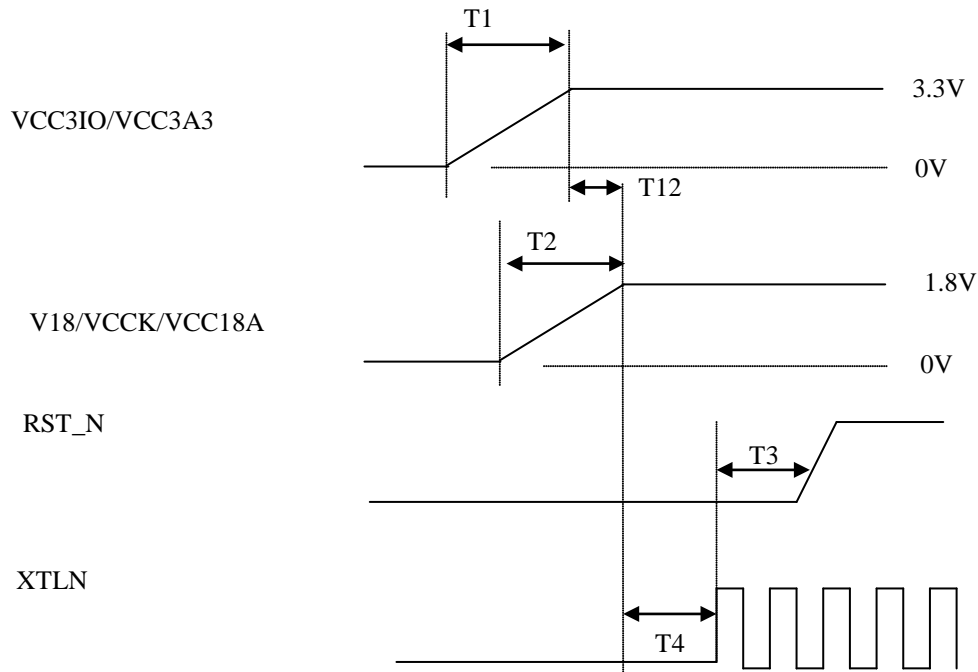 T1
3.3V
VCC3IO/VCC3A3
0V
T12
T2
1.8V
V18/VCCK/VCC18A
0V
RST_N
T3
XTLN
T4